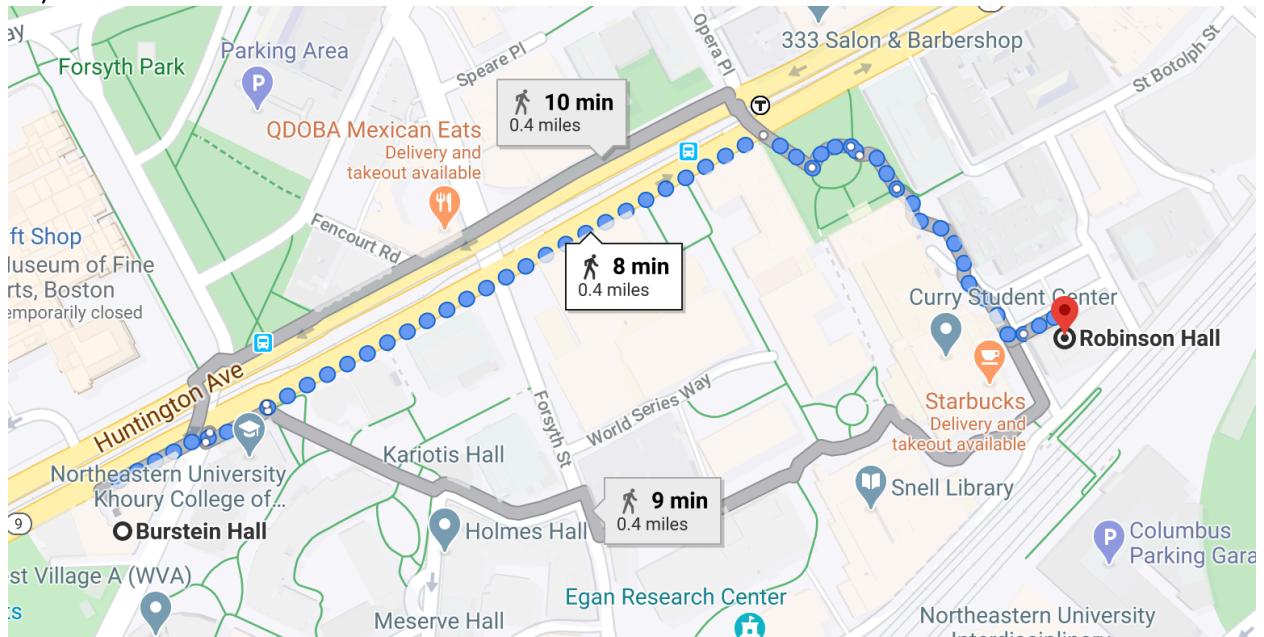 Forsyth Park
Parking Area
P
Speare Pl
Opera Pl
333 Salon & Barbershop
St Botolph St
10 min
0.4 miles
T
QDOBA Mexican Eats
Delivery and
takeout available
Fencourt Rd
ft Shop
useum of Fine
rts, Boston
emporarily closed
8 min
0.4 miles
Curry Student Center
Robinson Hall
Huntington Ave
Forsyth St
World Series Way
Starbucks
Delivery and
takeout available
Kariotis Hall
Northeastern University
Khoury College of...
9
Burstein Hall
9 min
0.4 miles
Snell Library
Holmes Hall
P
Columbus
Parking Gara
st Village A (WVA)
Egan Research Center
Meserve Hall
Northeastern University